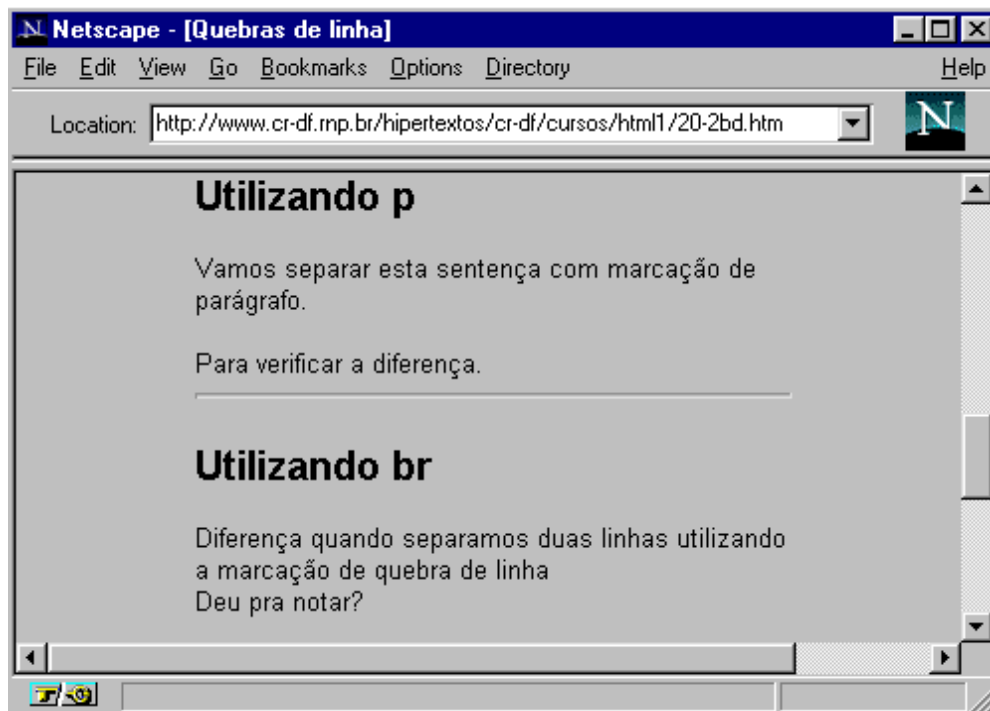 Netscape - [Quebras de linha]
File Edit View Go Bookmarks Options Directory Help
Location: http://www.cr-df.rnp.br/hipertextos/cr-df/cursos/html1/20-2bd.htm
N
Utilizando p
Vamos separar esta sentença com marcação de
parágrafo.
Para verificar a diferença.
Utilizando br
Diferença quando separamos duas linhas utilizando
a marcação de quebra de linha
Deu pra notar?